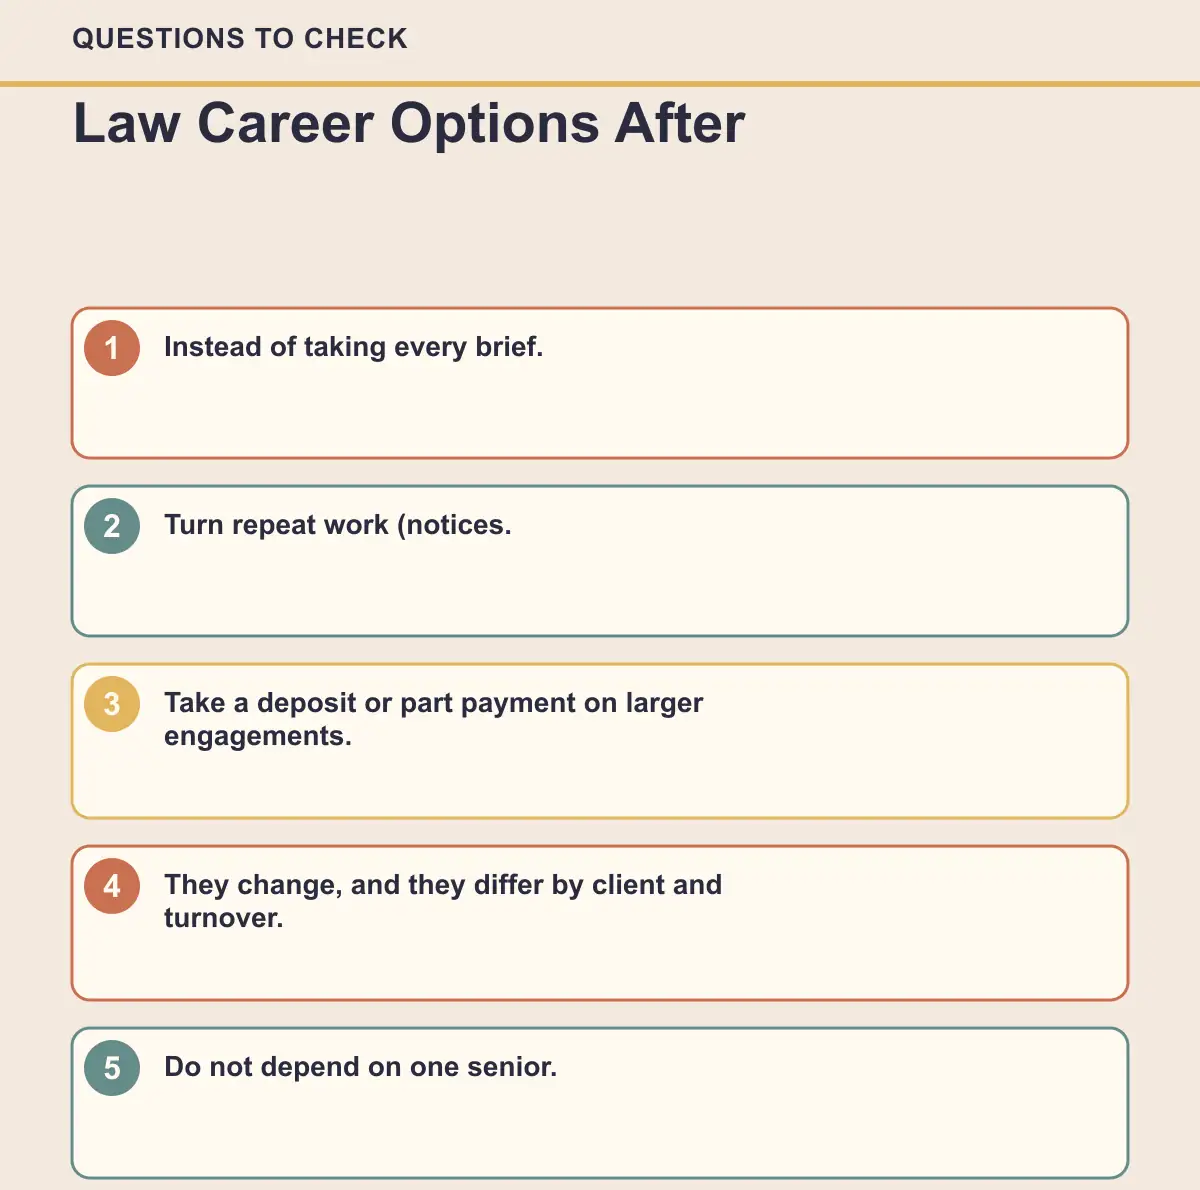 QUESTIONS TO CHECK
Law Career Options After
1
Instead of taking every brief.
2
Turn repeat work (notices.
3
Take a deposit or part payment on larger
engagements.
4
They change, and they differ by client and
turnover.
5
Do not depend on one senior.